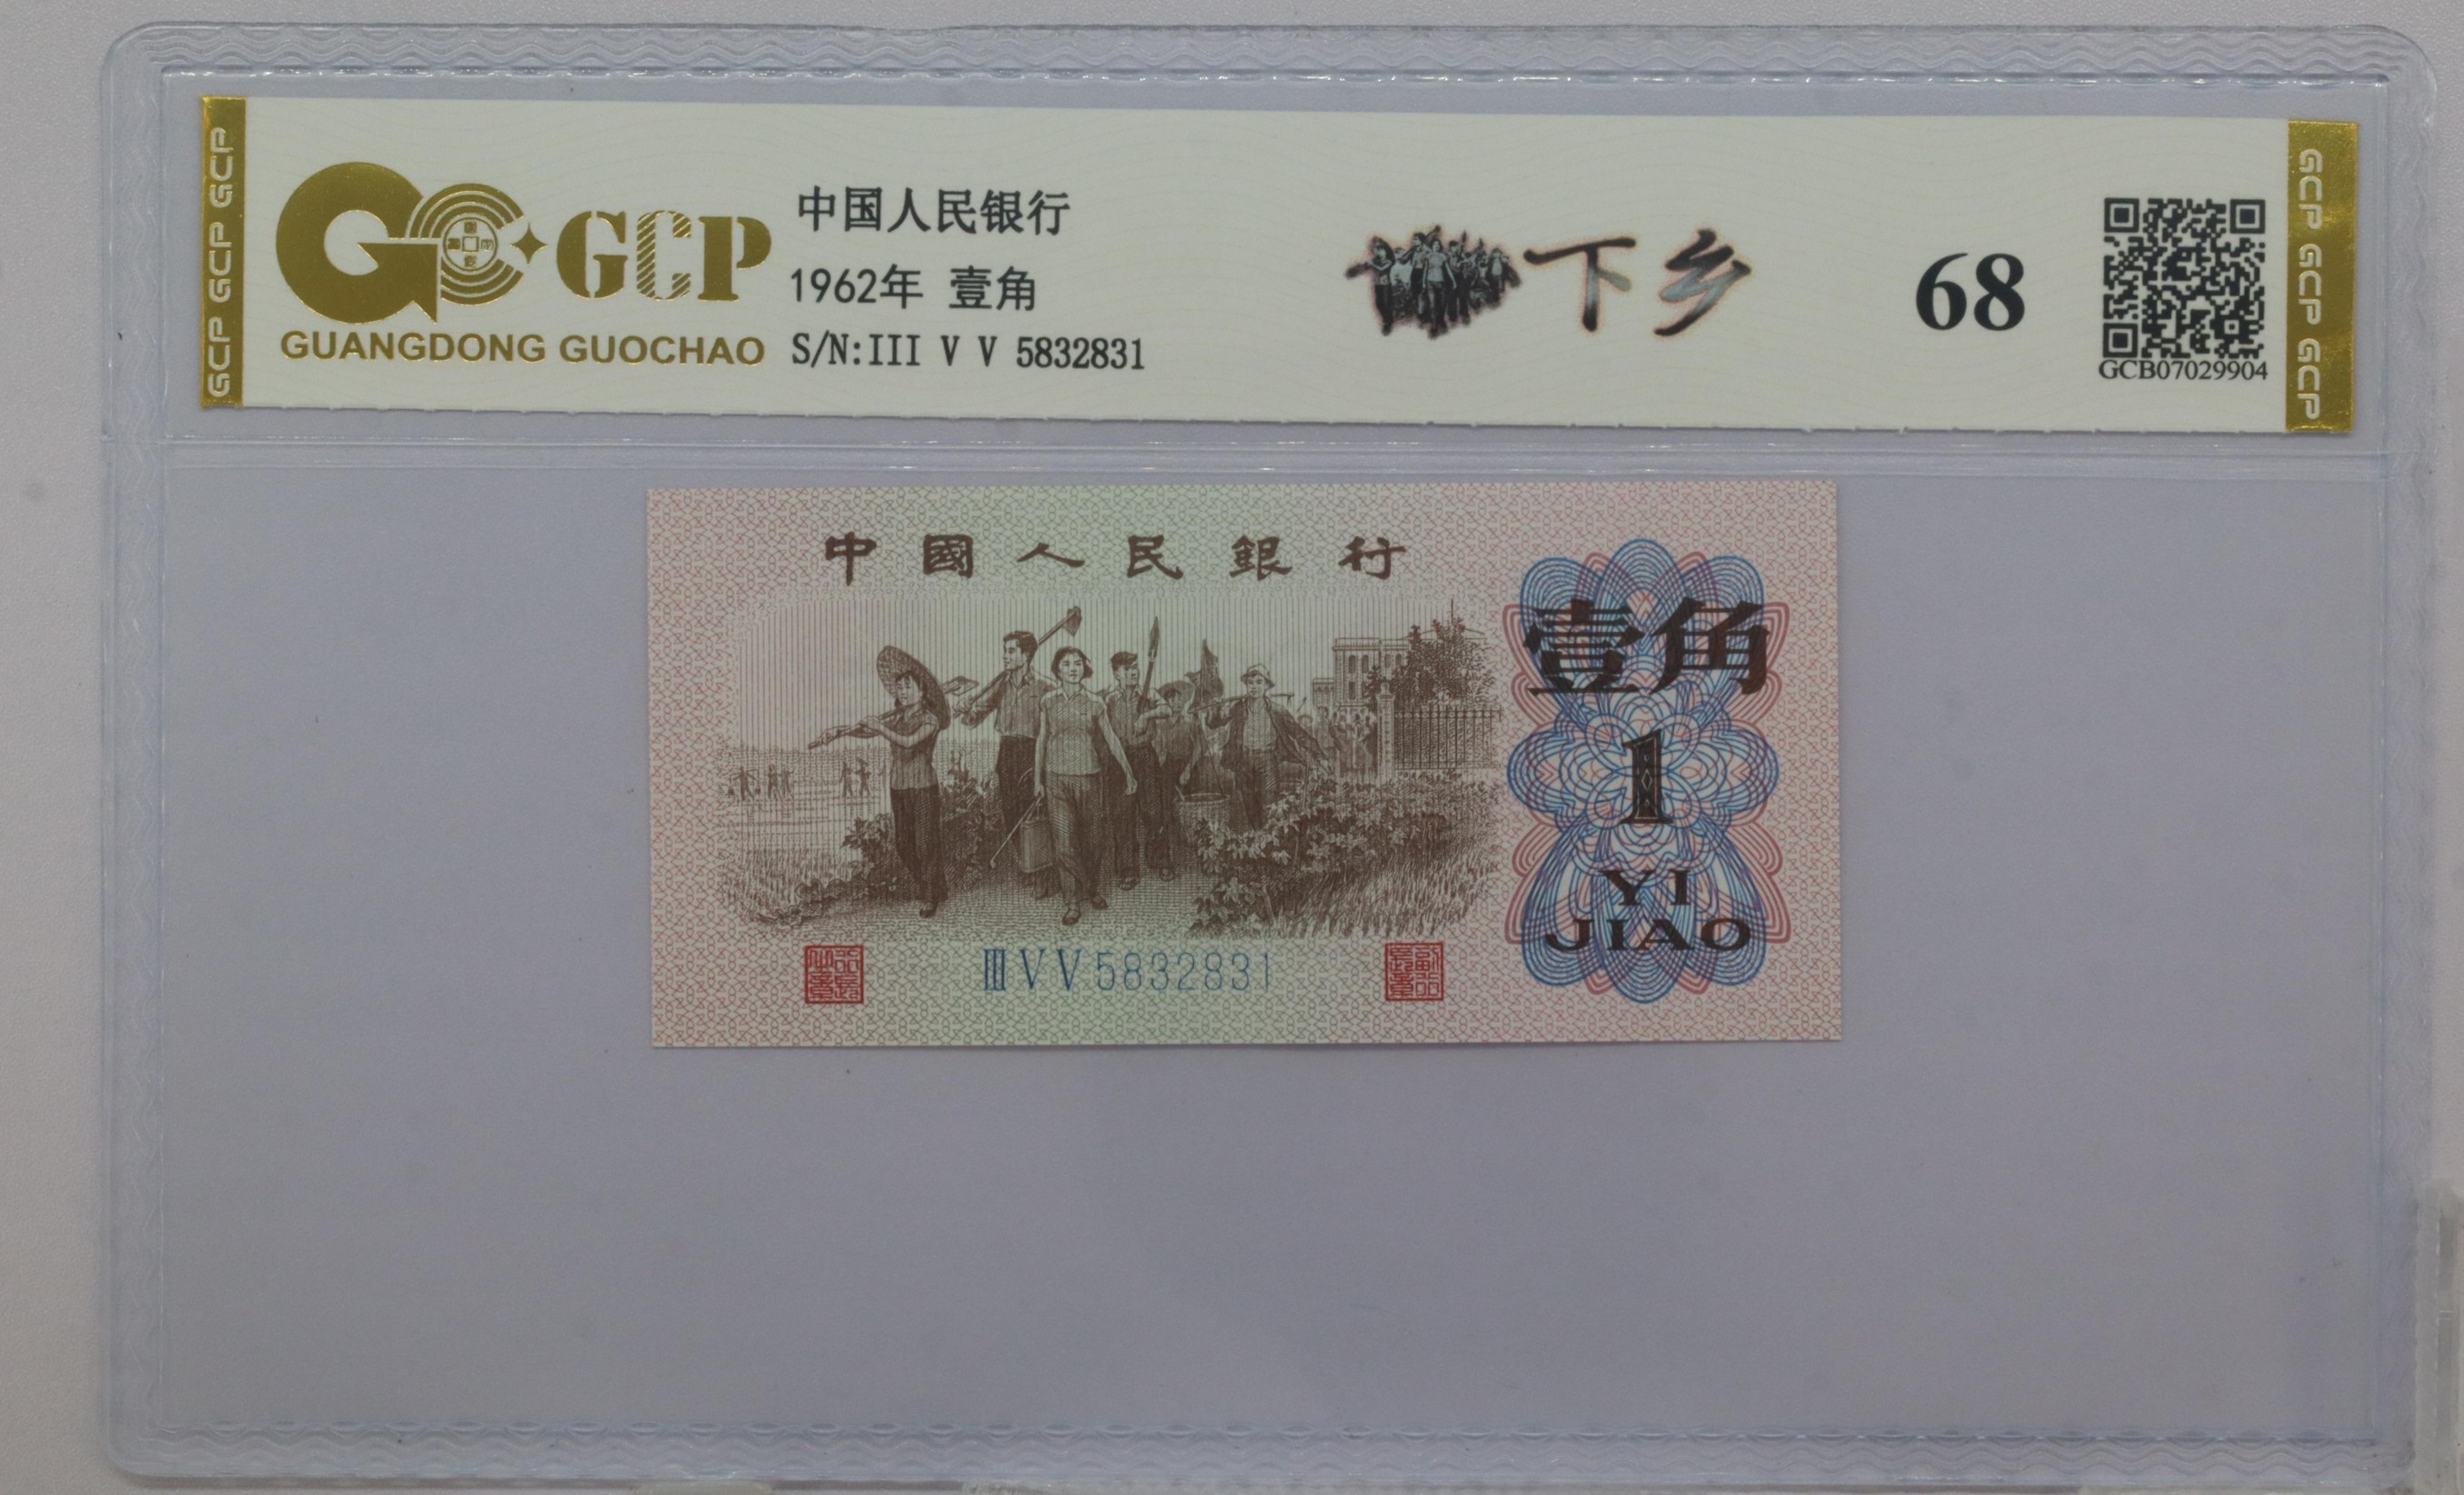 GCP GCP GCP GCP
GCP
GUANGDONG GUOCHAO
中国人民银行
1962年 壹角
S/N:III V V 5832831
下乡
68
GCB07029904
GCP GCP GCP GCP
中國人民銀行
壹角
1
YI
JIAO
III V V 5832831